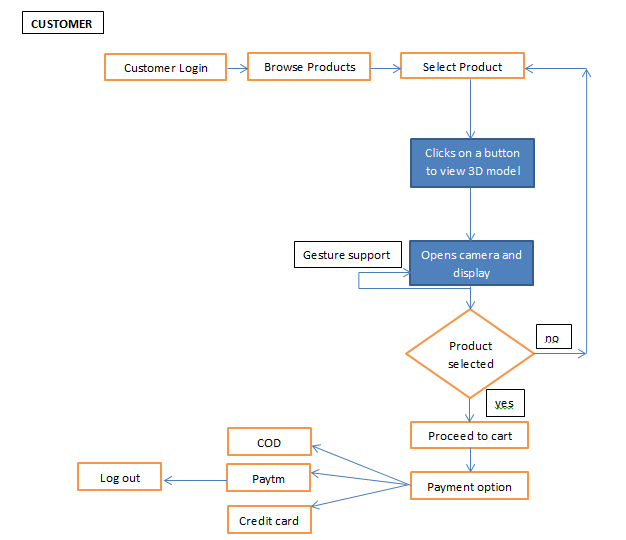 CUSTOMER
Customer Login
Browse Products
Select Product
Clicks on a button
to view 3D model
Gesture support
Opens camera and
display
Product
selected
no
yes
Proceed to cart
COD
Log out
Paytm
Payment option
Credit card